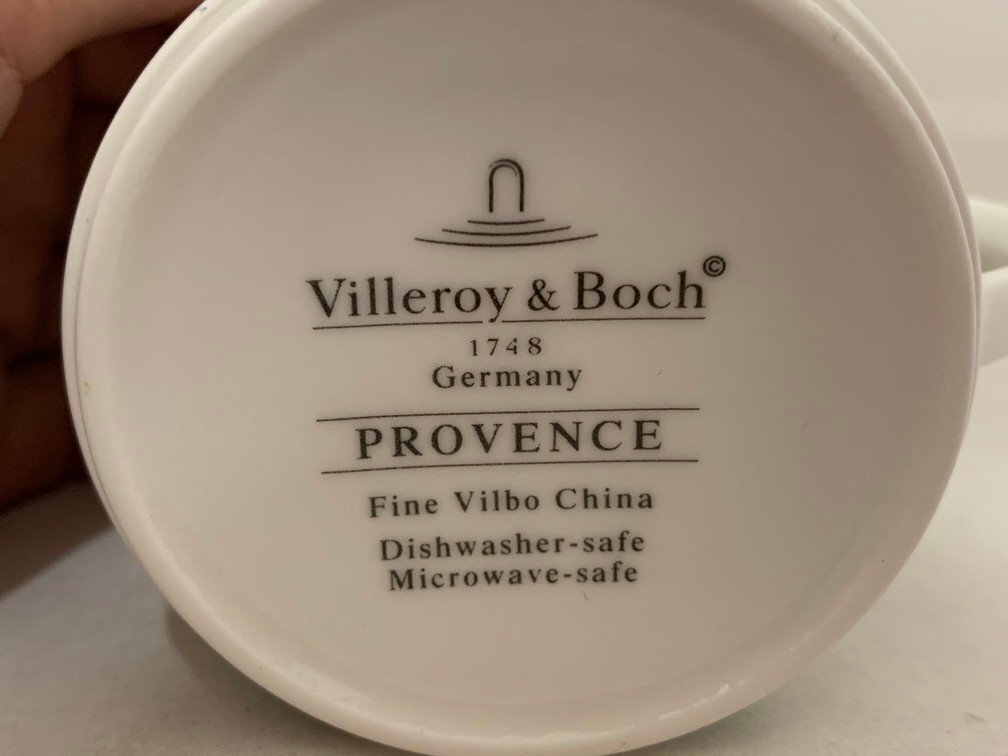 Villeroy & Boch©
1748
Germany
PROVENCE
Fine Vilbo China
Dishwasher-safe
Microwave-safe